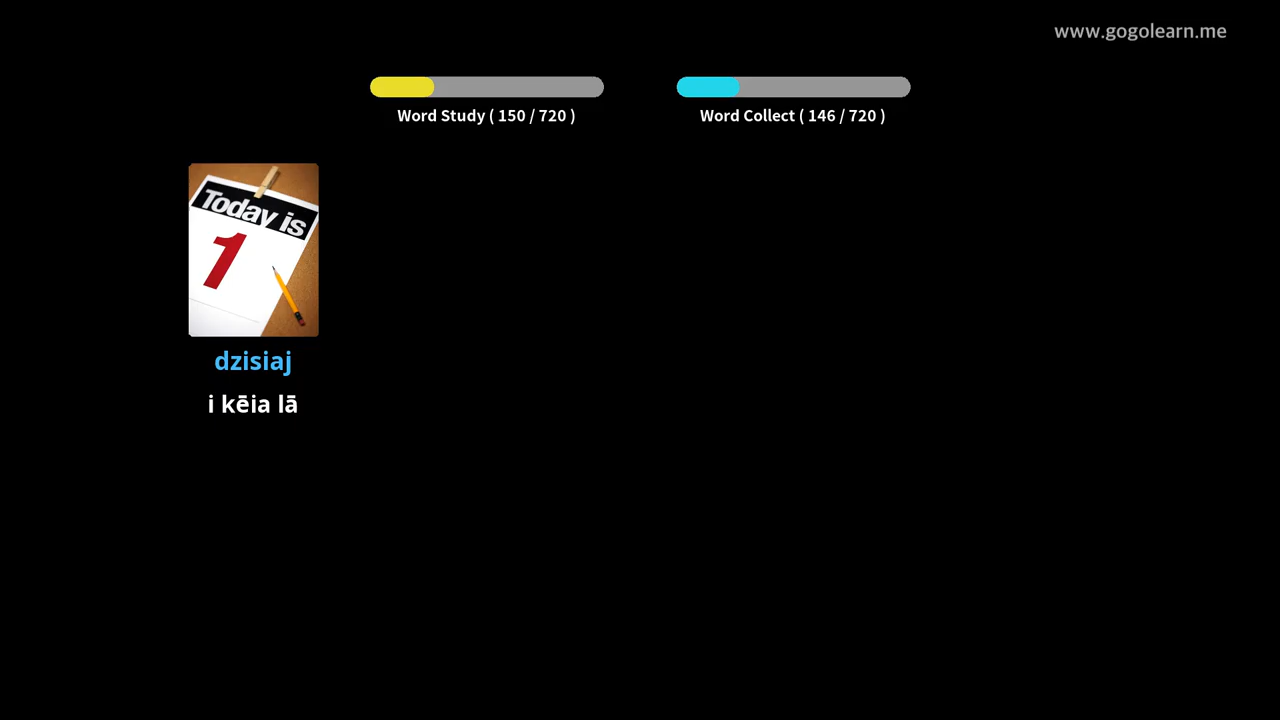 www.gogolearn.me
Word Study ( 150 / 720 )
Word Collect ( 146 / 720 )
Today is
1
dzisiaj
i kēia lā